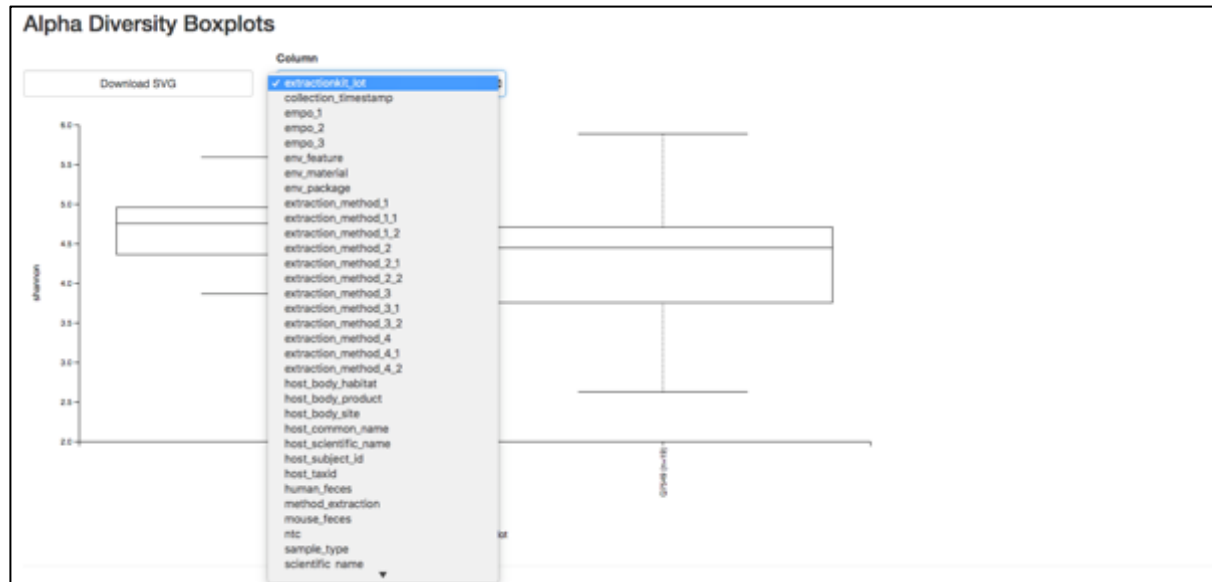 Alpha Diversity Boxplots
Column
Download SVG
✓ extractionkit_lot
collection_timestamp
empo_1
empo_2
empo_3
env_feature
env_material
env_package
extraction_method_1
extraction_method_1_1
extraction_method_1_2
extraction_method_2
extraction_method_2_1
extraction_method_2_2
extraction_method_3
extraction_method_3_1
extraction_method_3_2
extraction_method_4
extraction_method_4_1
extraction_method_4_2
host_body_habitat
host_body_product
host_body_site
host_common_name
host_scientific_name
host_subject_id
host_taxid
human_feces
method_extraction
mouse_feces
ntc
sample_type
scientific_name
6.0
5.5
5.0
4.5
4.0
3.5
3.0
2.5
2.0
shannon
lot